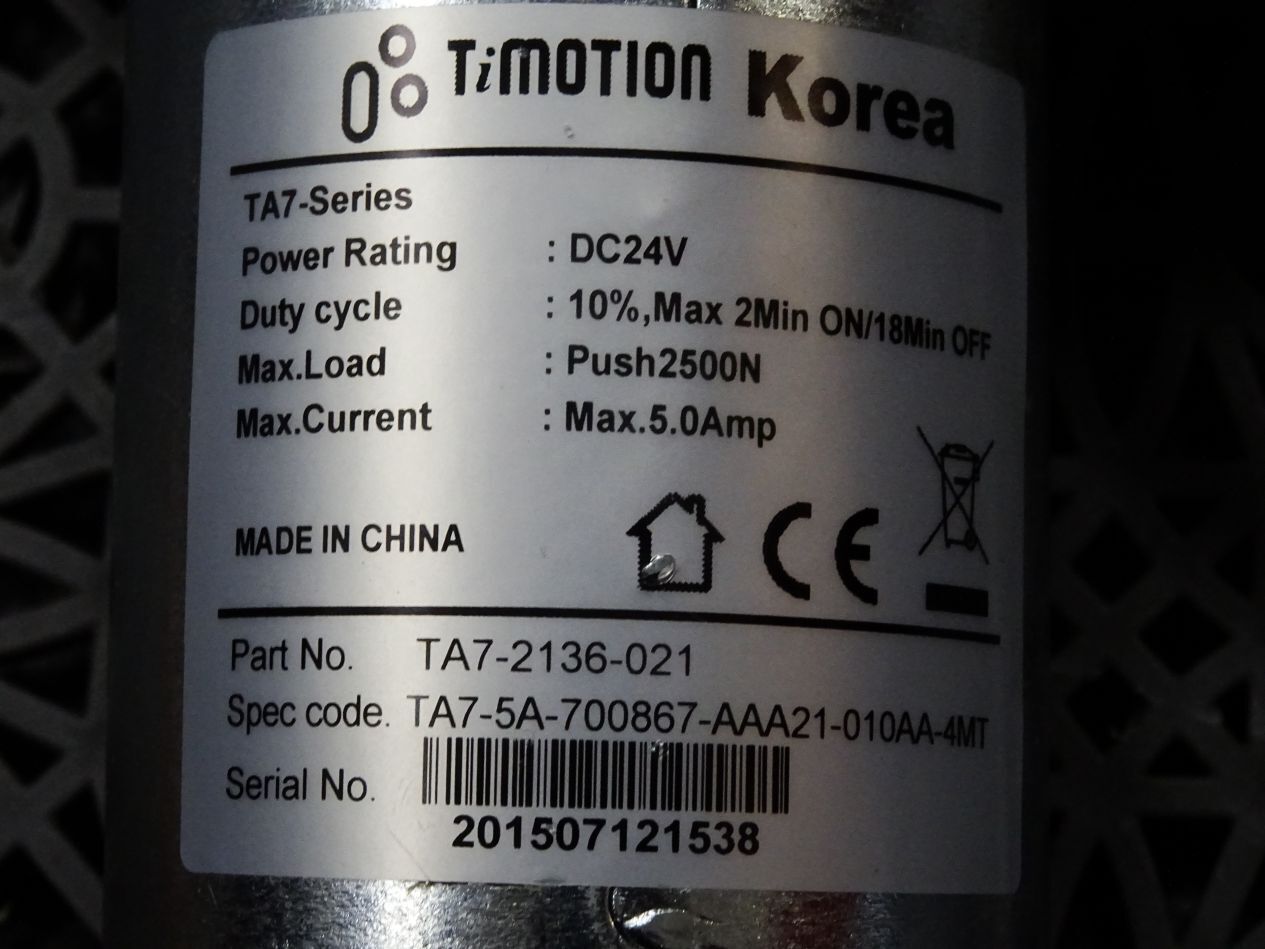 TiMOTION Korea
TA7-Series
Power Rating : DC24V
Duty cycle : 10%,Max 2Min ON/18Min OFF
Max.Load : Push2500N
Max.Current : Max.5.0Amp
MADE IN CHINA CE
Part No. TA7-2136-021
Spec code. TA7-5A-700867-AAA21-010AA-4MT
Serial No.
201507121538